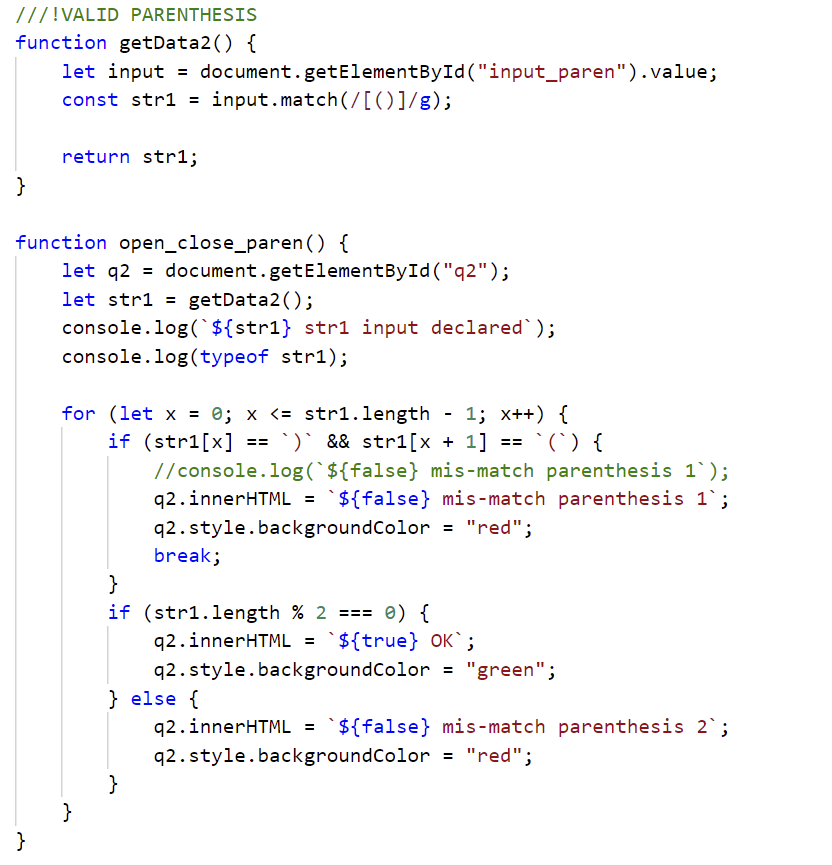 ///!VALID PARENTHESIS
function getData2() {
    let input = document.getElementById("input_paren").value;
    const str1 = input.match(/[()]/g);

    return str1;
}

function open_close_paren() {
    let q2 = document.getElementById("q2");
    let str1 = getData2();
    console.log(`${str1} str1 input declared`);
    console.log(typeof str1);

    for (let x = 0; x <= str1.length - 1; x++) {
        if (str1[x] == `)` && str1[x + 1] == `(`) {
            //console.log(`${false} mis-match parenthesis 1`);
            q2.innerHTML = `${false} mis-match parenthesis 1`;
            q2.style.backgroundColor = "red";
            break;
        }
        if (str1.length % 2 === 0) {
            q2.innerHTML = `${true} OK`;
            q2.style.backgroundColor = "green";
        } else {
            q2.innerHTML = `${false} mis-match parenthesis 2`;
            q2.style.backgroundColor = "red";
        }
    }
}